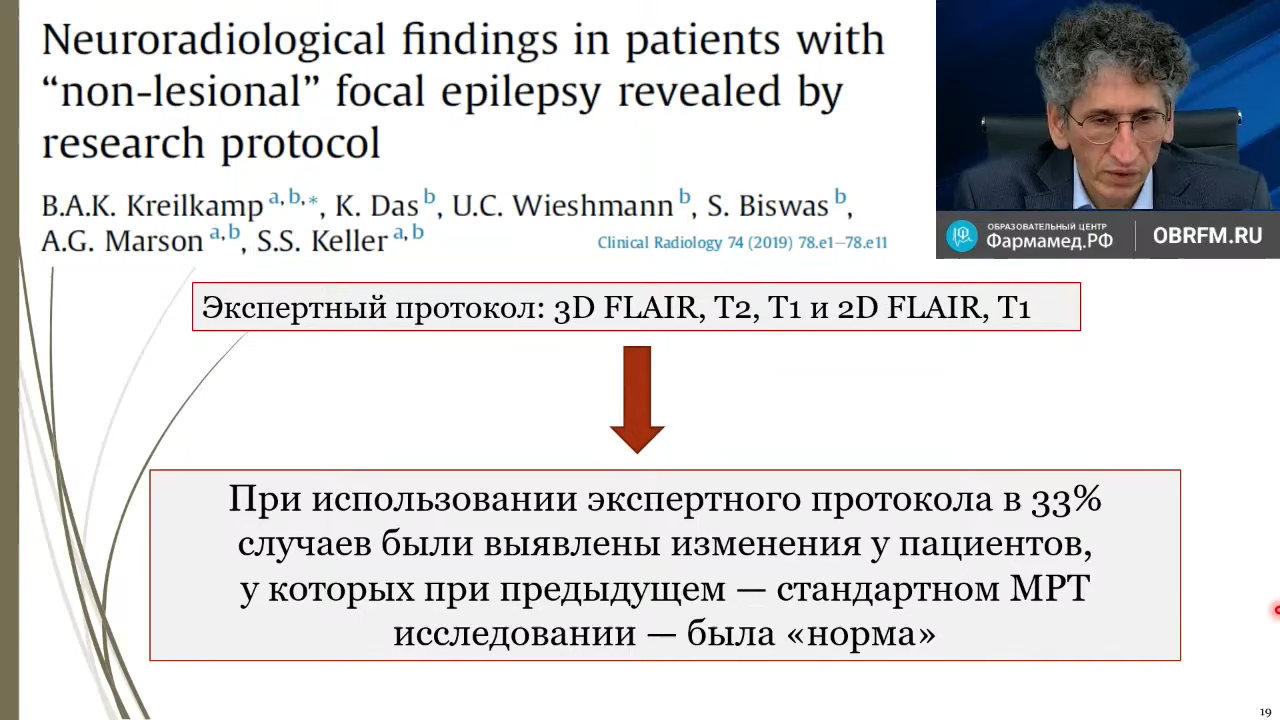 Neuroradiological findings in patients with
“non-lesional” focal epilepsy revealed by
research protocol
B.A.K. Kreilkamp a,b,*, K. Das b, U.C. Wieshmann b, S. Biswas b,
A.G. Marson a,b, S.S. Keller a,b
Clinical Radiology 74 (2019) 78.e1–78.e11
ОБРАЗОВАТЕЛЬНЫЙ ЦЕНТР
Фармамед.РФ
OBRFM.RU
Экспертный протокол: 3D FLAIR, T2, T1 и 2D FLAIR, T1
При использовании экспертного протокола в 33%
случаев были выявлены изменения у пациентов,
у которых при предыдущем — стандартном МРТ
исследовании — была «норма»
19